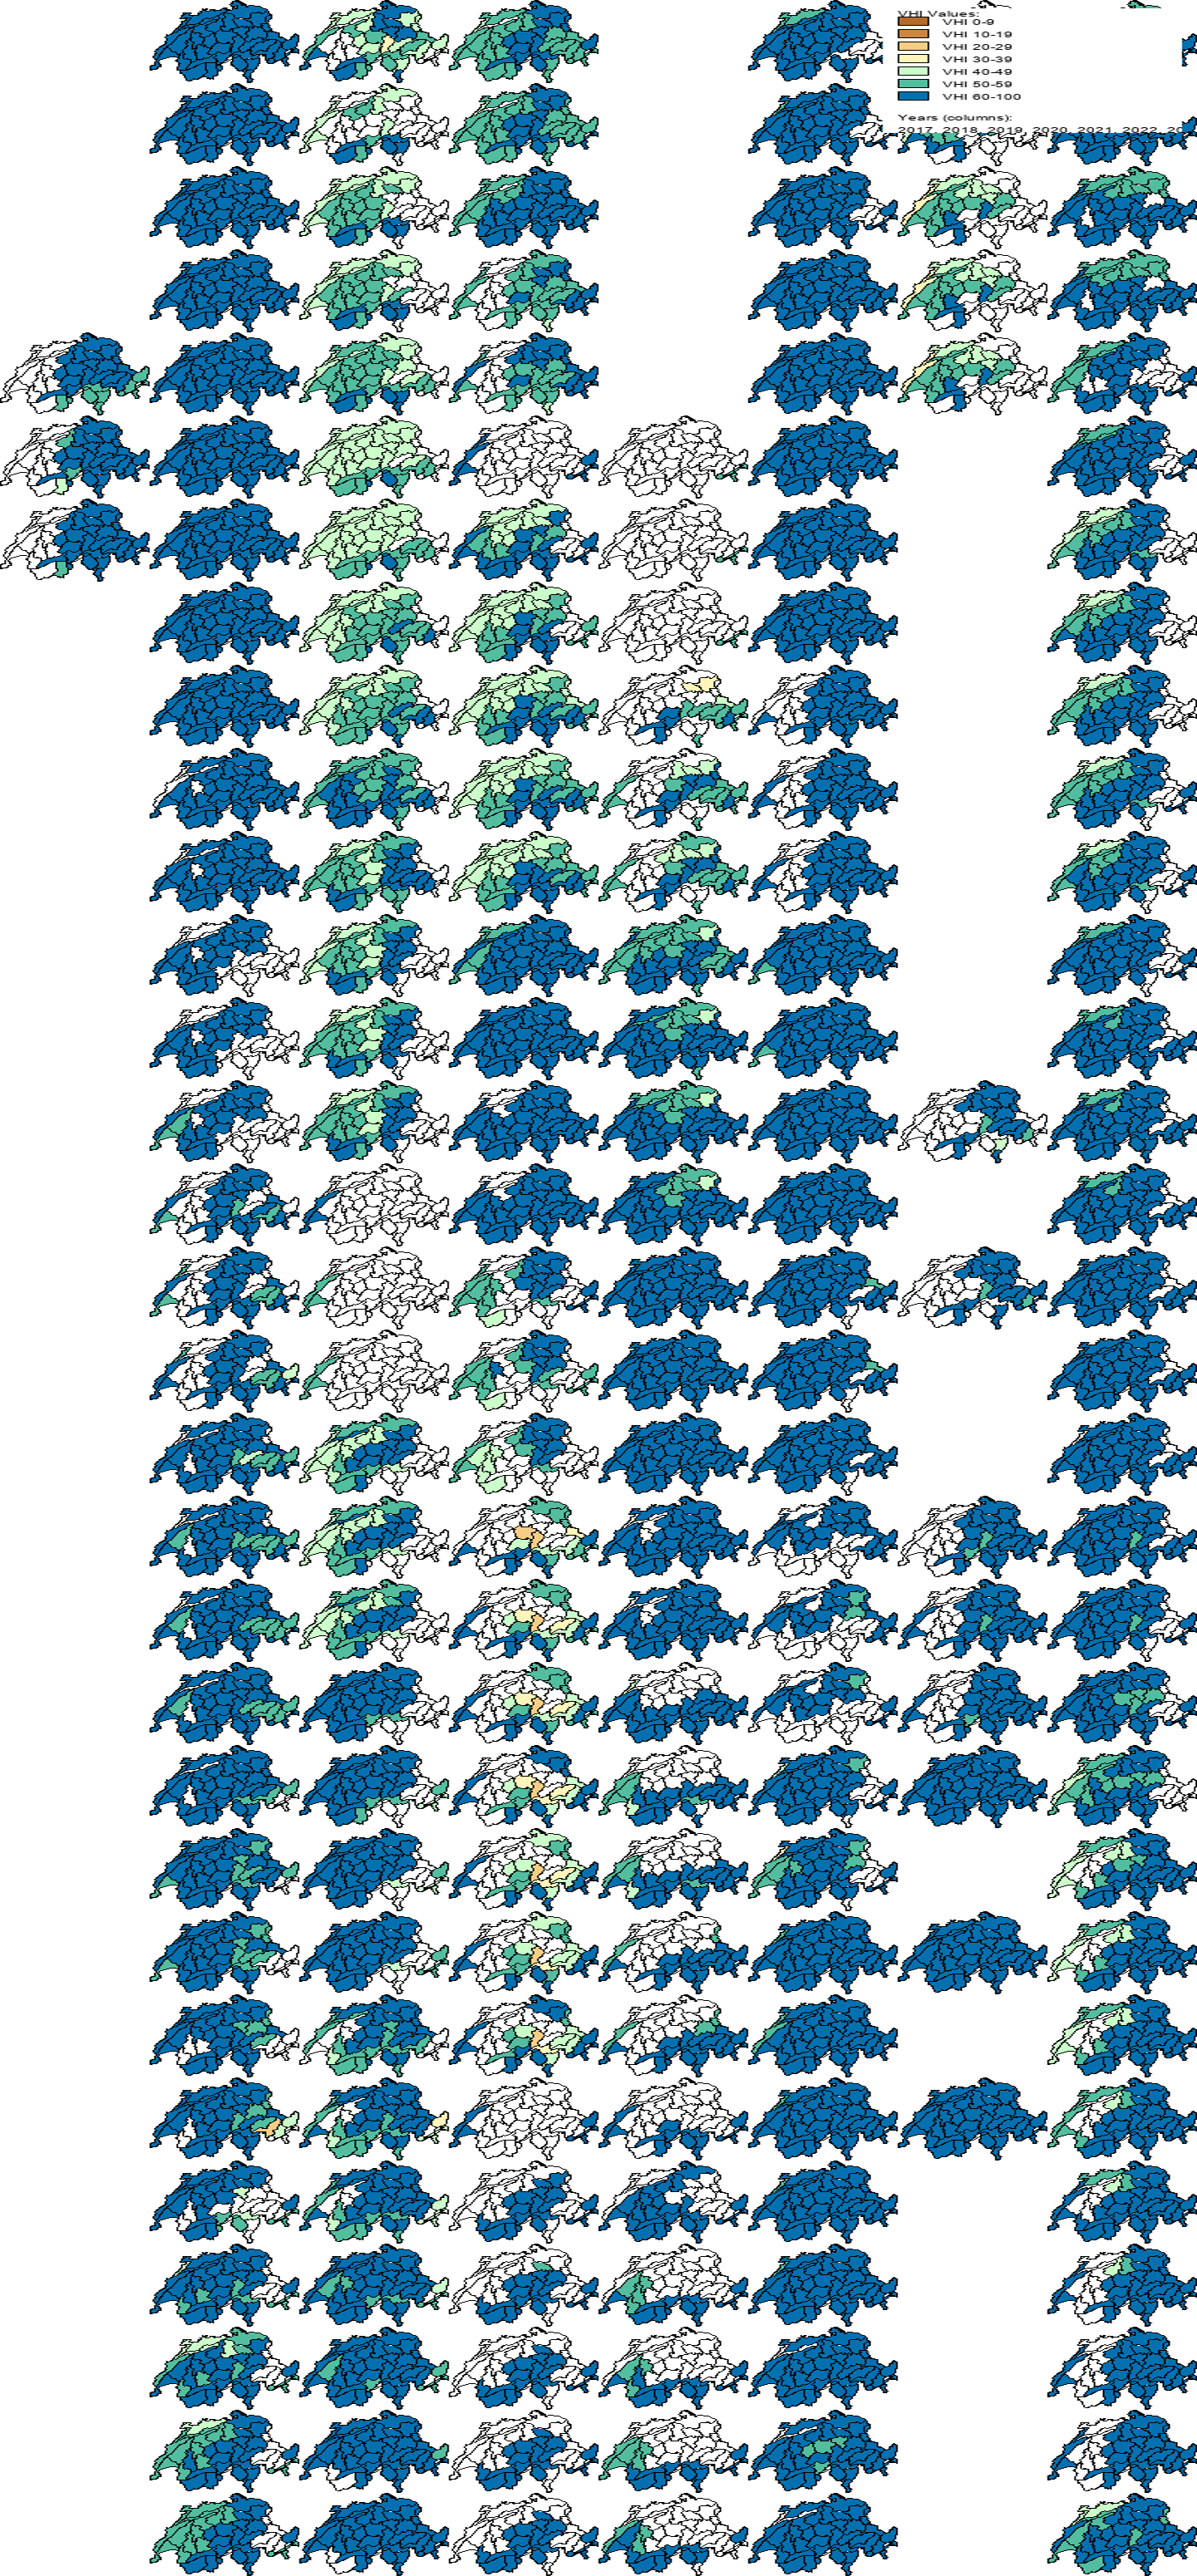 VHI Values:
VHI 0-9
VHI 10-19
VHI 20-29
VHI 30-39
VHI 40-49
VHI 50-59
VHI 60-100
Years (columns):
2017, 2018, 2019, 2020, 2021, 2022, 20